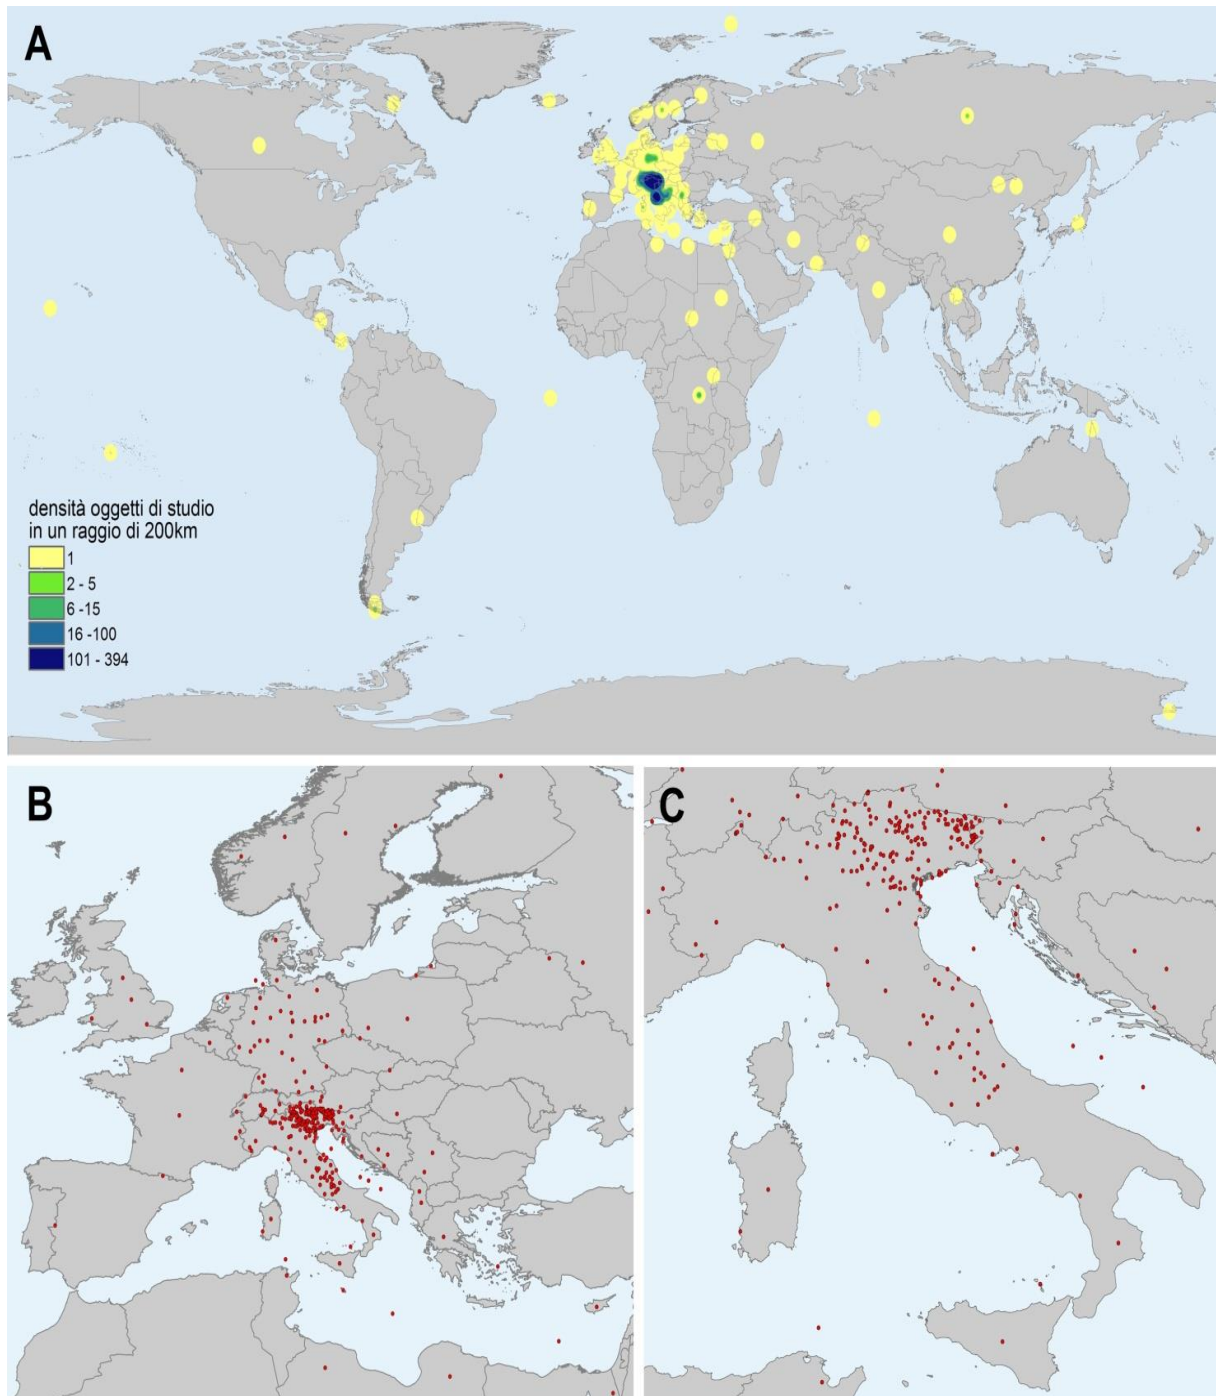 A
densità oggetti di studio
in un raggio di 200km
1
2 - 5
6 -15
16 -100
101 - 394
B
C